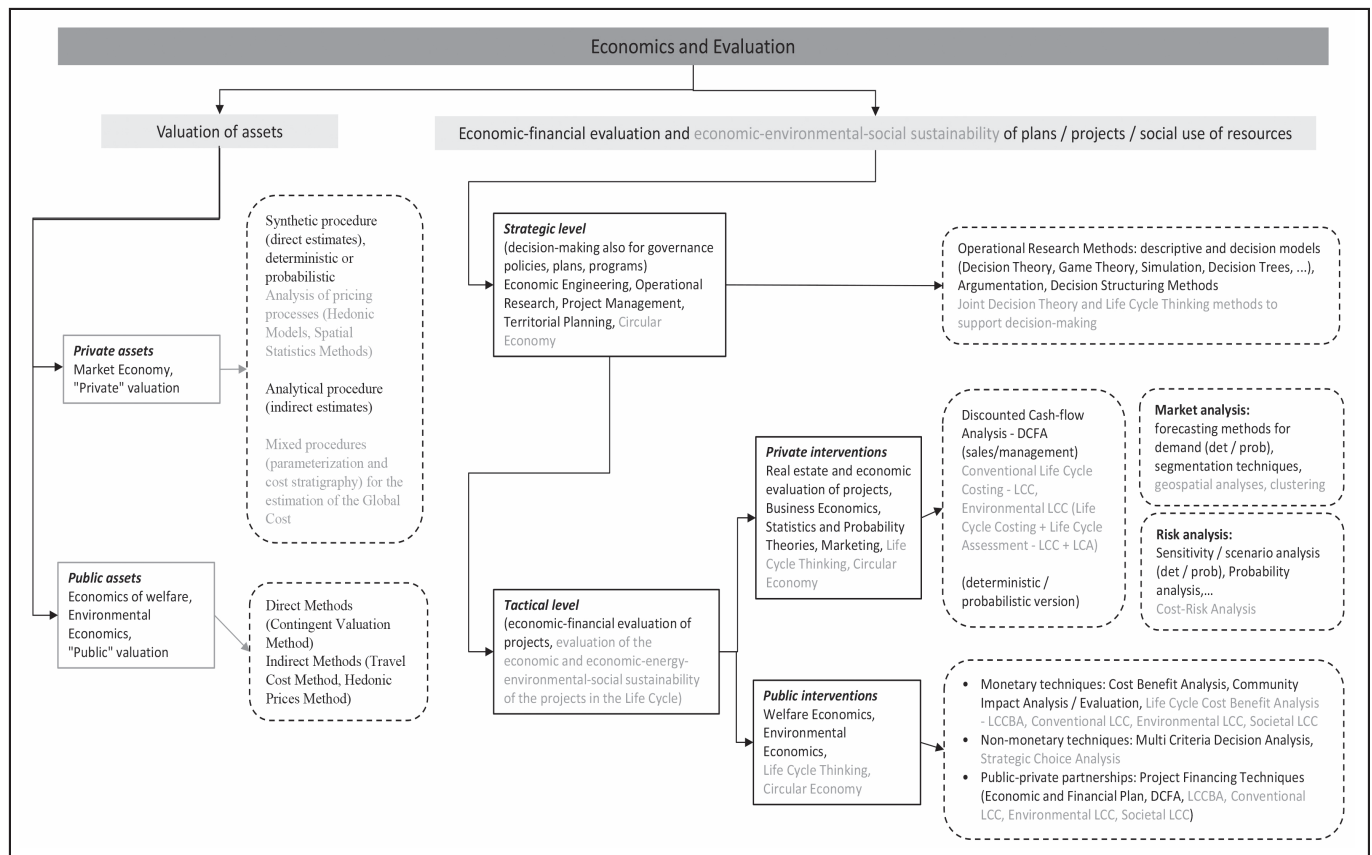 Economics and Evaluation
Valuation of assets
Economic-financial evaluation and economic-environmental-social sustainability of plans / projects / social use of resources
Synthetic procedure
(direct estimates),
deterministic or
probabilistic
Analysis of pricing
processes (Hedonic
Models, Spatial
Statistics Methods)
Analytical procedure
(indirect estimates)
Mixed procedures
(parameterization and
cost stratigraphy) for the
estimation of the Global
Cost
Private assets
Market Economy,
"Private" valuation
Public assets
Economics of welfare,
Environmental
Economics,
"Public" valuation
Direct Methods
(Contingent Valuation
Method)
Indirect Methods (Travel
Cost Method, Hedonic
Prices Method)
Strategic level
(decision-making also for governance
policies, plans, programs)
Economic Engineering, Operational
Research, Project Management,
Territorial Planning, Circular
Economy
Operational Research Methods: descriptive and decision models
(Decision Theory, Game Theory, Simulation, Decision Trees, ...),
Argumentation, Decision Structuring Methods
Joint Decision Theory and Life Cycle Thinking methods to
support decision-making
Tactical level
(economic-financial evaluation of
projects, evaluation of the
economic and economic-energy-
environmental-social sustainability
of the projects in the Life Cycle)
Private interventions
Real estate and economic
evaluation of projects,
Business Economics,
Statistics and Probability
Theories, Marketing, Life
Cycle Thinking, Circular
Economy
Discounted Cash-flow
Analysis - DCFA
(sales/management)
Conventional Life Cycle
Costing - LCC,
Environmental LCC (Life
Cycle Costing + Life Cycle
Assessment - LCC + LCA)
(deterministic /
probabilistic version)
Market analysis:
forecasting methods for
demand (det / prob),
segmentation techniques,
geospatial analyses, clustering
Risk analysis:
Sensitivity / scenario analysis
(det / prob), Probability
analysis,...
Cost-Risk Analysis
Public interventions
Welfare Economics,
Environmental
Economics,
Life Cycle Thinking,
Circular Economy
• Monetary techniques: Cost Benefit Analysis, Community
Impact Analysis / Evaluation, Life Cycle Cost Benefit Analysis
- LCCBA, Conventional LCC, Environmental LCC, Societal LCC
• Non-monetary techniques: Multi Criteria Decision Analysis,
Strategic Choice Analysis
• Public-private partnerships: Project Financing Techniques
(Economic and Financial Plan, DCFA, LCCBA, Conventional
LCC, Environmental LCC, Societal LCC)